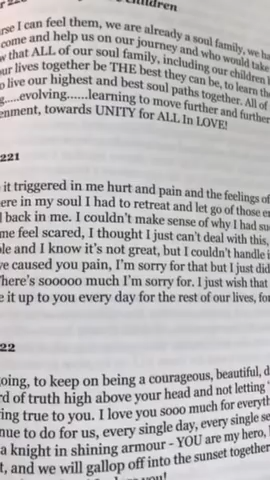 children
rse I can feel them, we are already a soul family, we ha
come and help us on our journey and who would take
w that ALL of our soul family, including our children
ur lives together be THE best they can be, to learn the
o live our highest and best soul paths together. All of
g.....evolving......learning to move further and further
enment, towards UNITY for ALL In LOVE!
221
it triggered in me hurt and pain and the feelings of
ere in my soul I had to retreat and let go of those e
l back in me. I couldn't make sense of why I had su
me feel scared, I thought I just can't deal with this,
ole and I know it's not great, but I couldn't handle i
ve caused you pain, I'm sorry for that but I just did
There's sooooo much I'm sorry for. I just wish that
e it up to you every day for the rest of our lives, fo
22
oing, to keep on being a courageous, beautiful, d
rd of truth high above your head and not letting
ing true to you. I love you sooo much for everyth
nue to do for us, every single day, every single se
a knight in shining armour - YOU are my hero,
t, and we will gallop off into the sunset together
you!